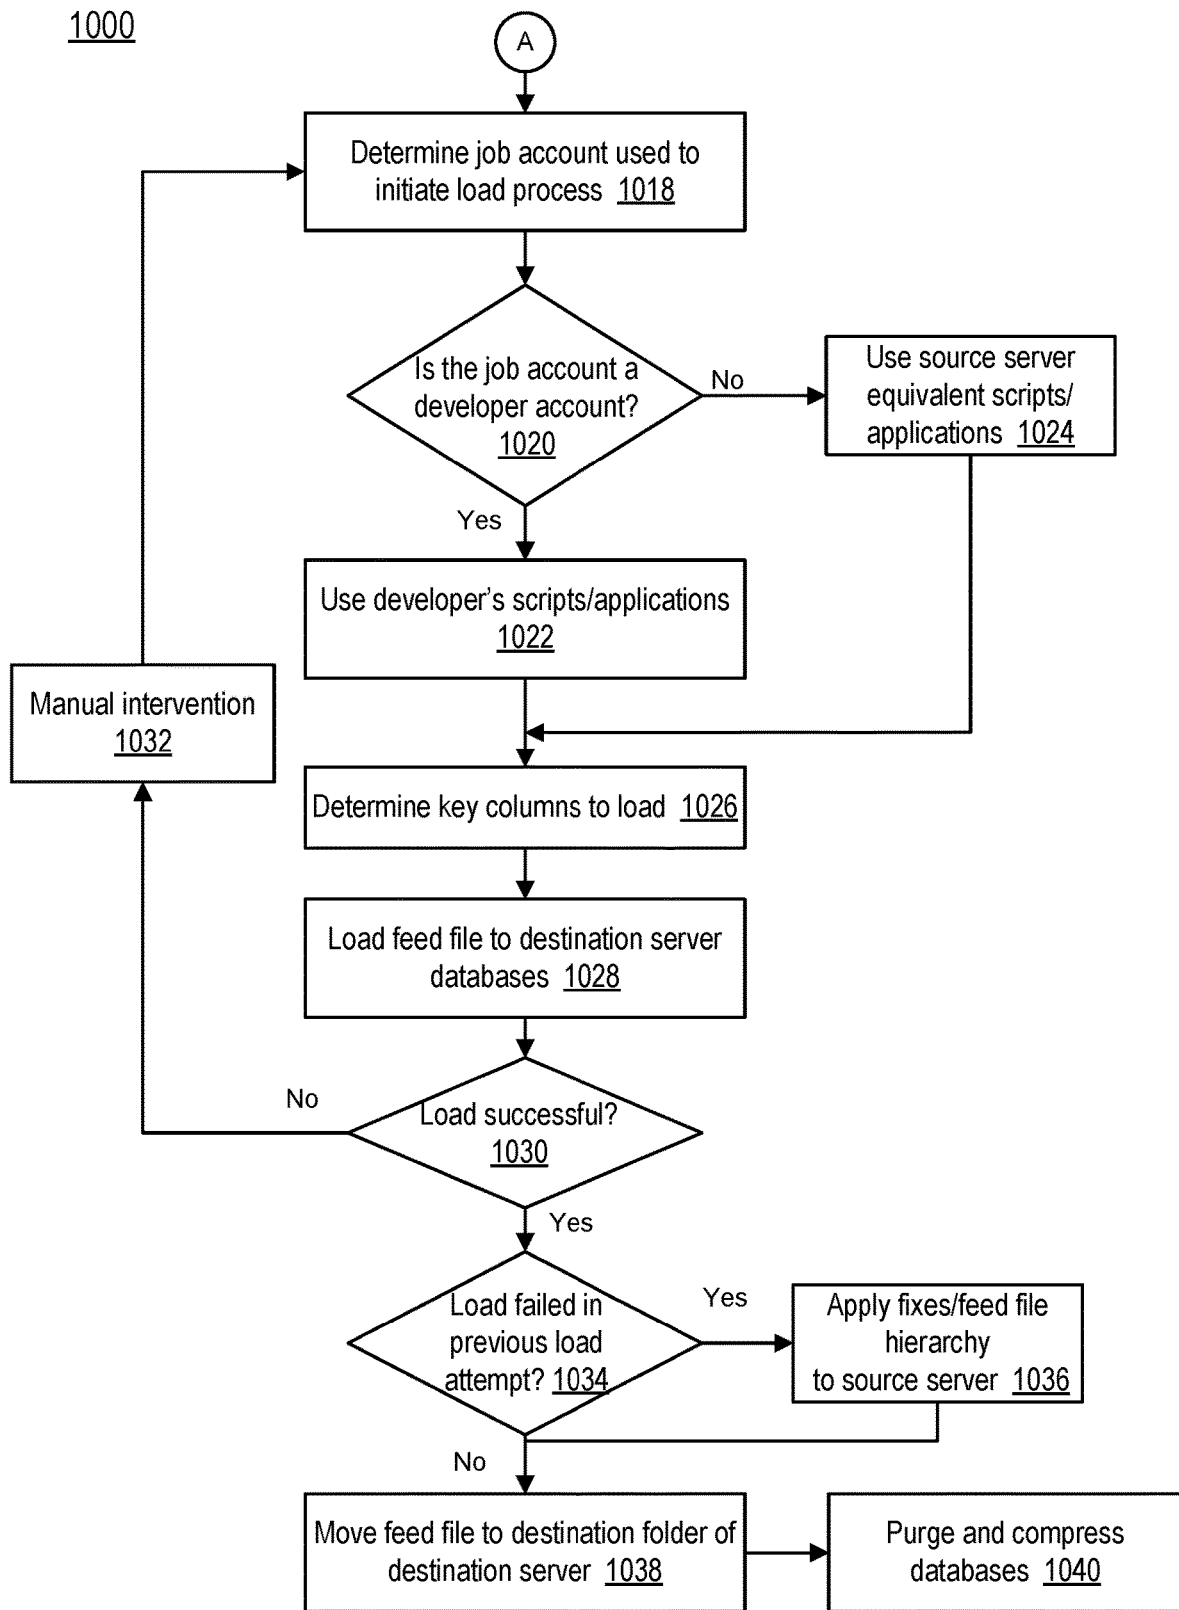 1000
A
Determine job account used to
initiate load process 1018
Is the job account a
developer account?
1020
No
Use source server
equivalent scripts/
applications 1024
Yes
Use developer's scripts/applications
1022
Manual intervention
1032
Determine key columns to load 1026
Load feed file to destination server
databases 1028
No
Load successful?
1030
Yes
Load failed in
previous load
attempt? 1034
Yes
Apply fixes/feed file
hierarchy
to source server 1036
No
Move feed file to destination folder of
destination server 1038
Purge and compress
databases 1040